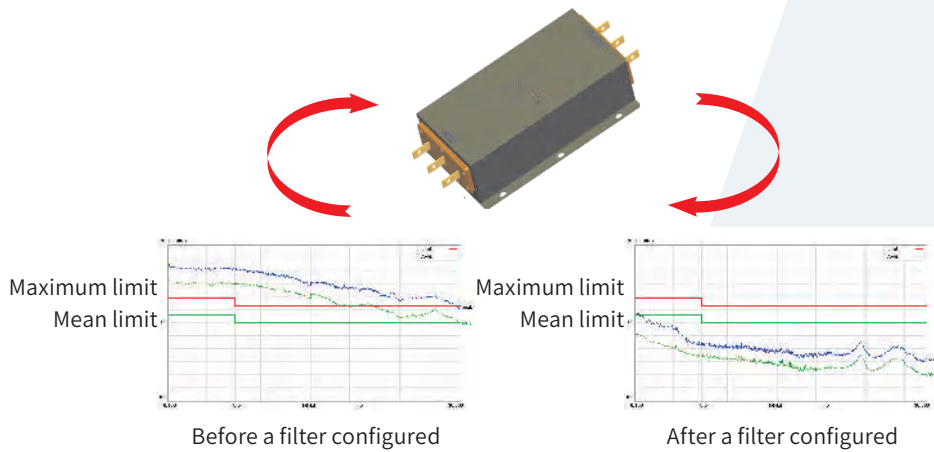 Maximum limit
Mean limit
Before a filter configured
Maximum limit
Mean limit
After a filter configured